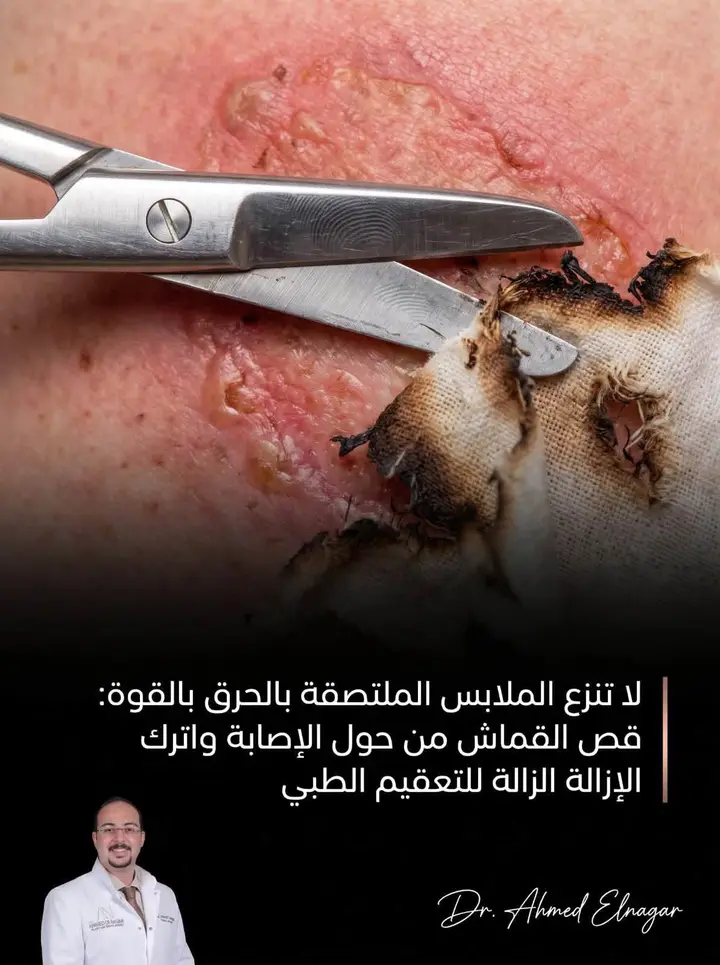 لا تنزع الملابس الملتصقة بالحرق بالقوة:
قص القماش من حول الإصابة واترك
الإزالة الزالة للتعقيم الطبي
Dr. Ahmed Elnagar